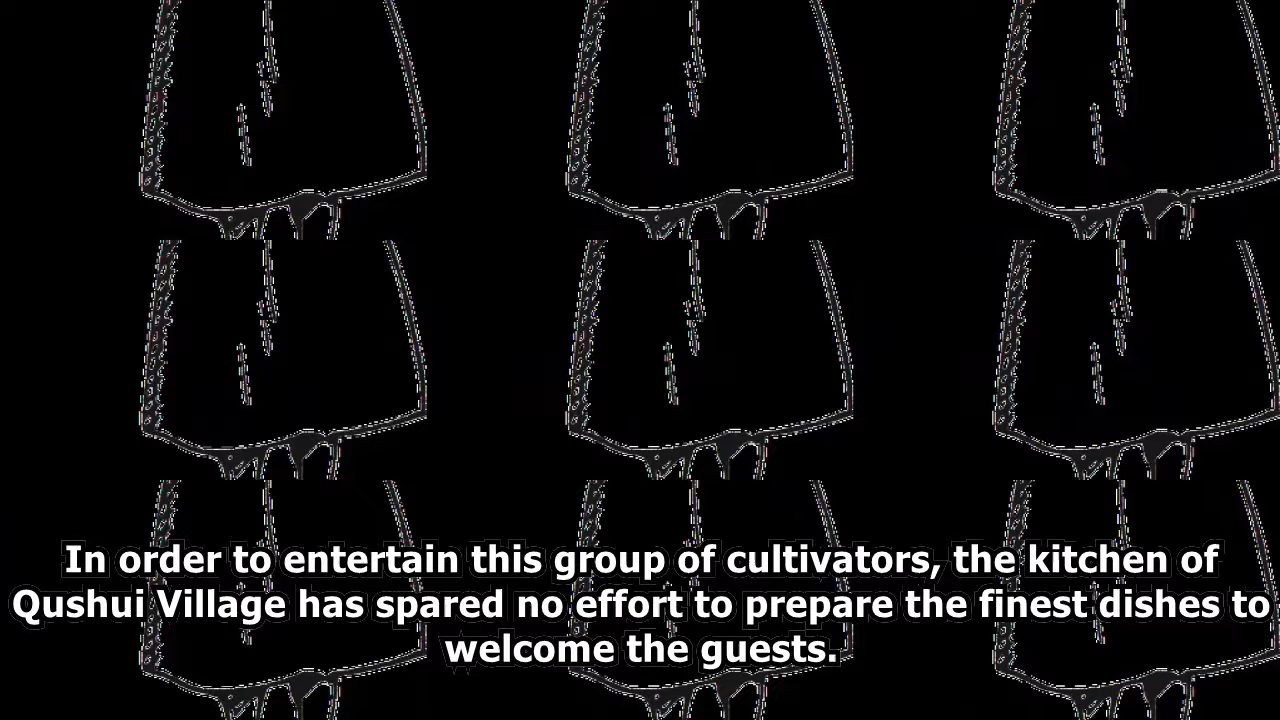 In order to entertain this group of cultivators, the kitchen of
Qushui Village has spared no effort to prepare the finest dishes to
welcome the guests.